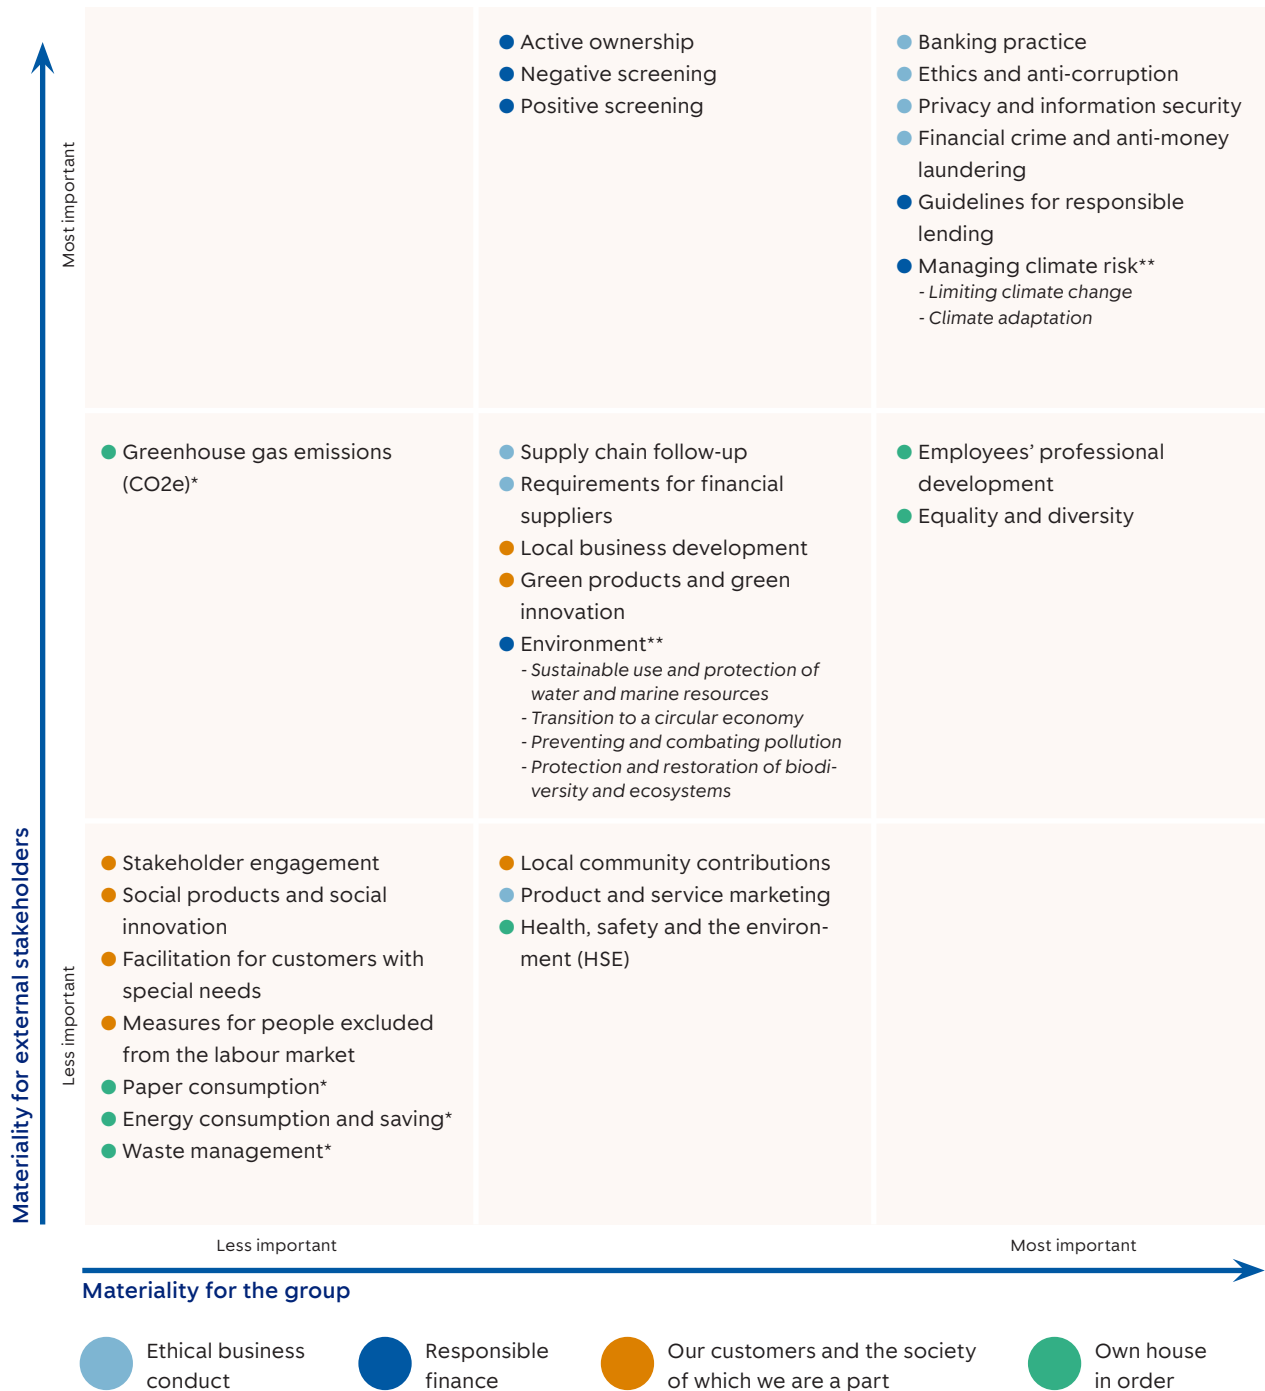 Active ownership
Negative screening
Positive screening
Banking practice
Ethics and anti-corruption
Privacy and information security
Financial crime and anti-money
laundering
Guidelines for responsible
lending
Managing climate risk**
- Limiting climate change
- Climate adaptation
Most important
Greenhouse gas emissions
(CO2e)*
Supply chain follow-up
Requirements for financial
suppliers
Local business development
Green products and green
innovation
Environment**
- Sustainable use and protection of
water and marine resources
- Transition to a circular economy
- Preventing and combating pollution
- Protection and restoration of biodi-
versity and ecosystems
Employees’ professional
development
Equality and diversity
Materiality for external stakeholders
Less important
Stakeholder engagement
Social products and social
innovation
Facilitation for customers with
special needs
Measures for people excluded
from the labour market
Paper consumption*
Energy consumption and saving*
Waste management*
Local community contributions
Product and service marketing
Health, safety and the environ-
ment (HSE)
Less important
Most important
Materiality for the group
Ethical business
conduct
Responsible
finance
Our customers and the society
of which we are a part
Own house
in order